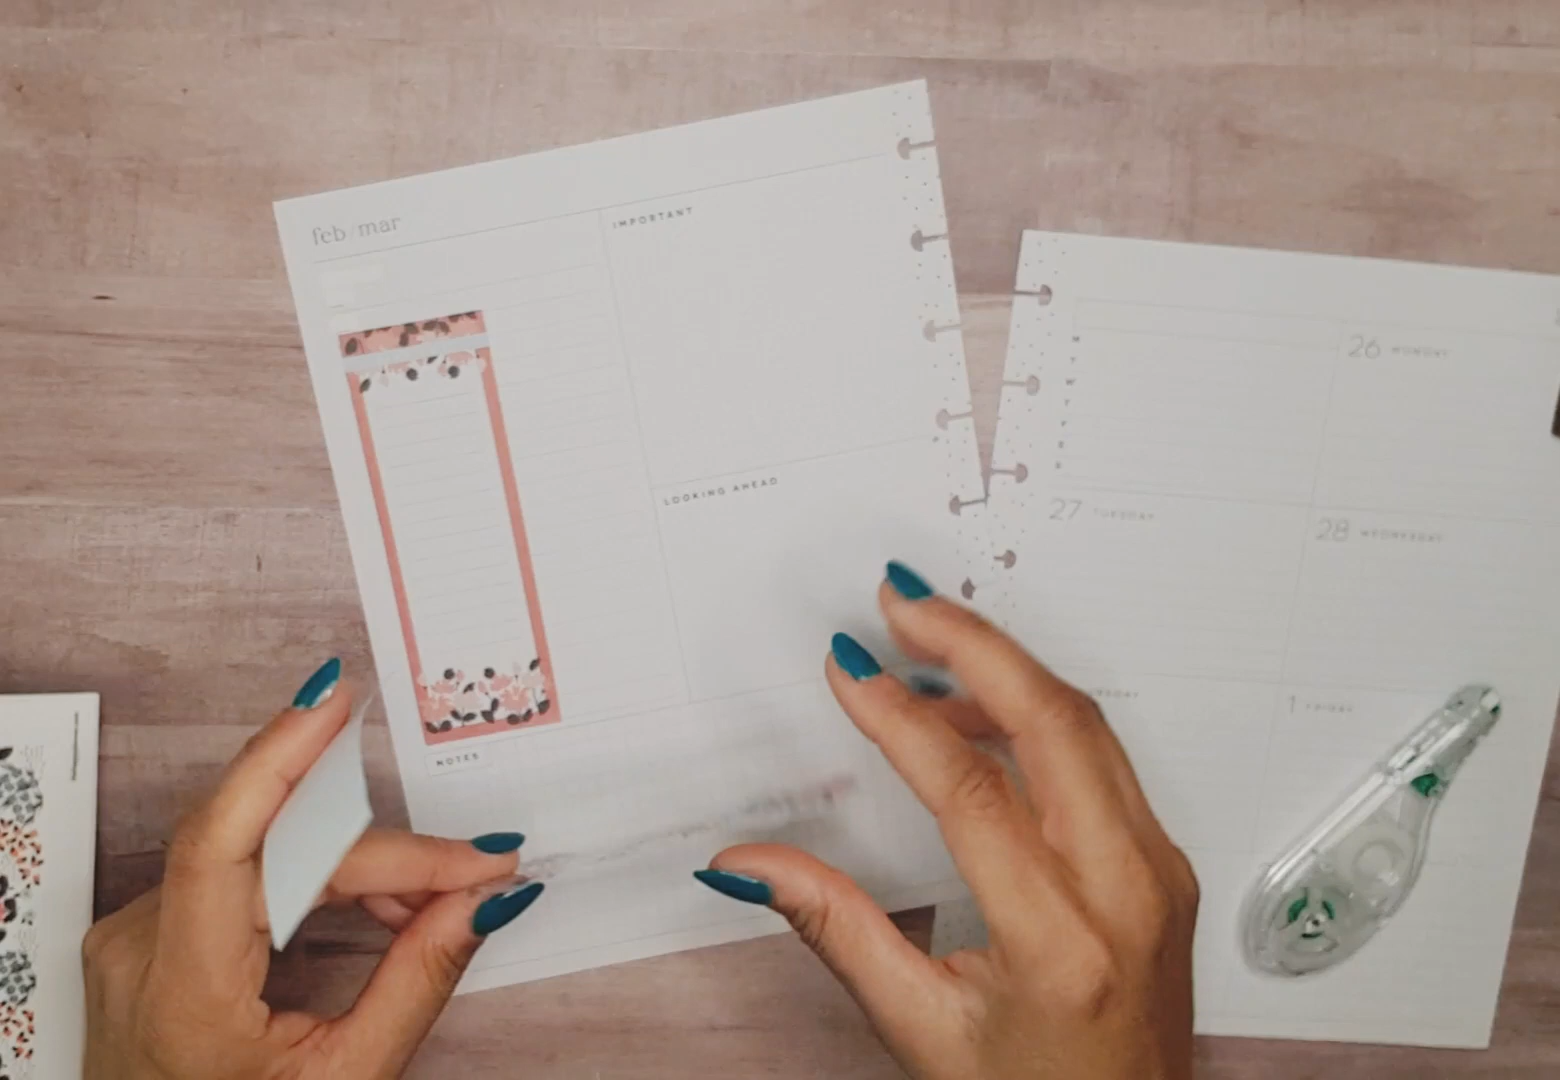 feb/mar
IMPORTANT
LOOKING AHEAD
NOTES
M
T
W
T
F
S
S
26 MONDAY
27 TUESDAY
28 WEDNESDAY
1 FRIDAY